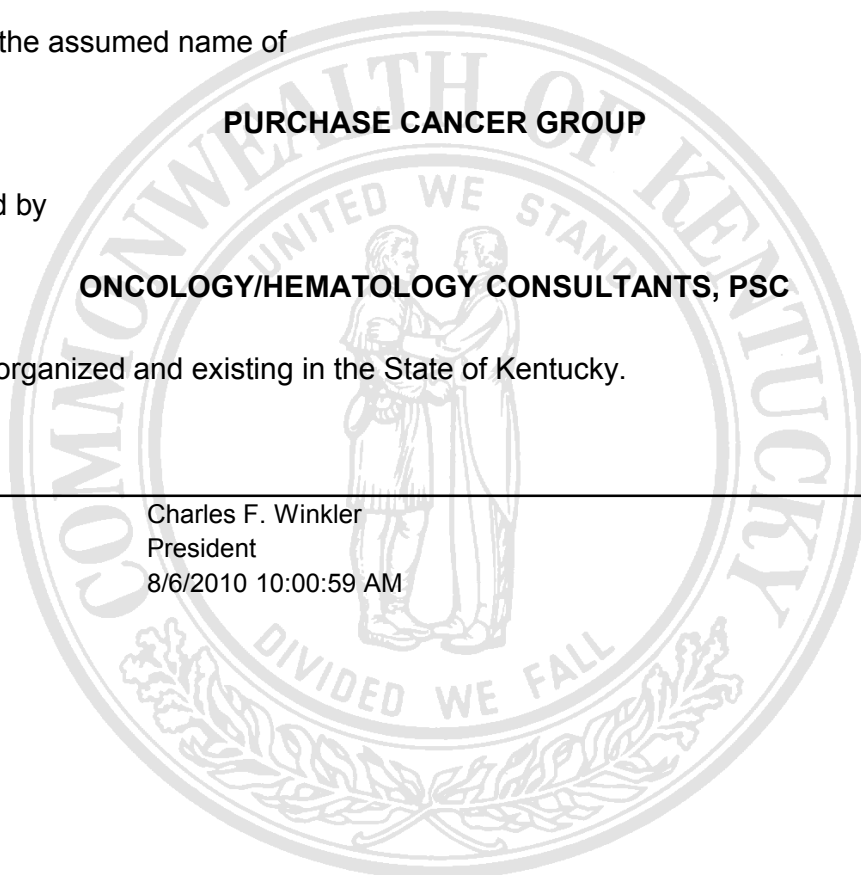 the assumed name of
PURCHASE CANCER GROUP
d by
ONCOLOGY/HEMATOLOGY CONSULTANTS, PSC
organized and existing in the State of Kentucky.
Charles F. Winkler
President
8/6/2010 10:00:59 AM
COMMONWEALTH OF KENTUCKY
UNITED WE STAND
DIVIDED WE FALL